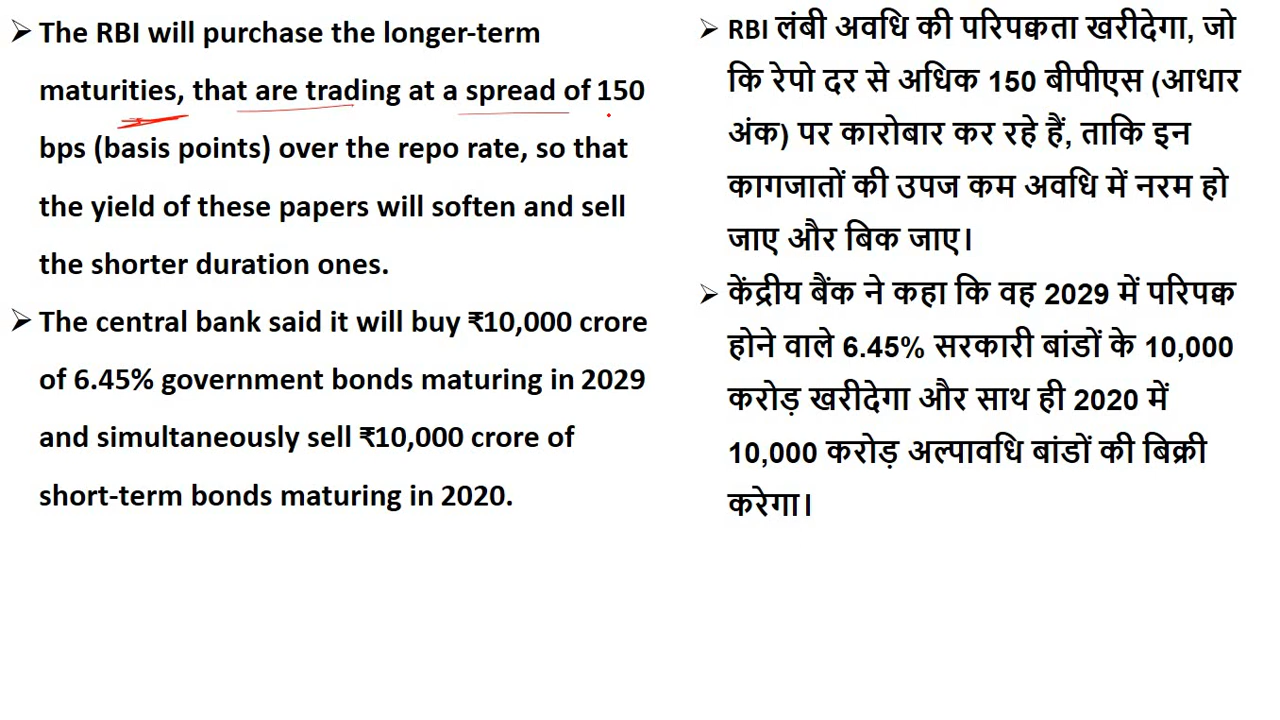 ➢ The RBI will purchase the longer-term
maturities, that are trading at a spread of 150
bps (basis points) over the repo rate, so that
the yield of these papers will soften and sell
the shorter duration ones.
➢ The central bank said it will buy ₹10,000 crore
of 6.45% government bonds maturing in 2029
and simultaneously sell ₹10,000 crore of
short-term bonds maturing in 2020.
➢ RBI लंबी अवधि की परिपक्वता खरीदेगा, जो
कि रेपो दर से अधिक 150 बीपीएस (आधार
अंक) पर कारोबार कर रहे हैं, ताकि इन
कागजातों की उपज कम अवधि में नरम हो
जाए और बिक जाए।
➢ केंद्रीय बैंक ने कहा कि वह 2029 में परिपक्व
होने वाले 6.45% सरकारी बांडों के 10,000
करोड़ खरीदेगा और साथ ही 2020 में
10,000 करोड़ अल्पावधि बांडों की बिक्री
करेगा।